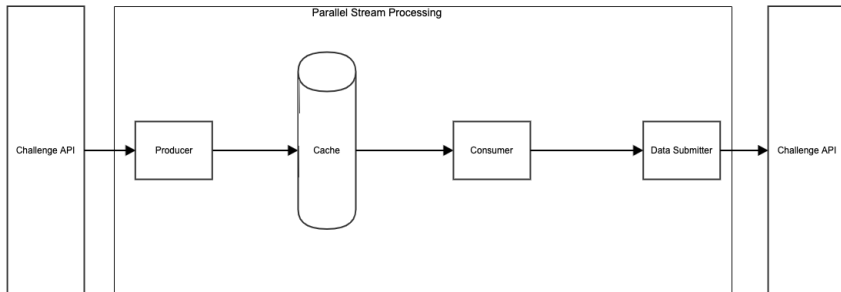 Parallel Stream Processing
Challenge API
Producer
Cache
Consumer
Data Submitter
Challenge API